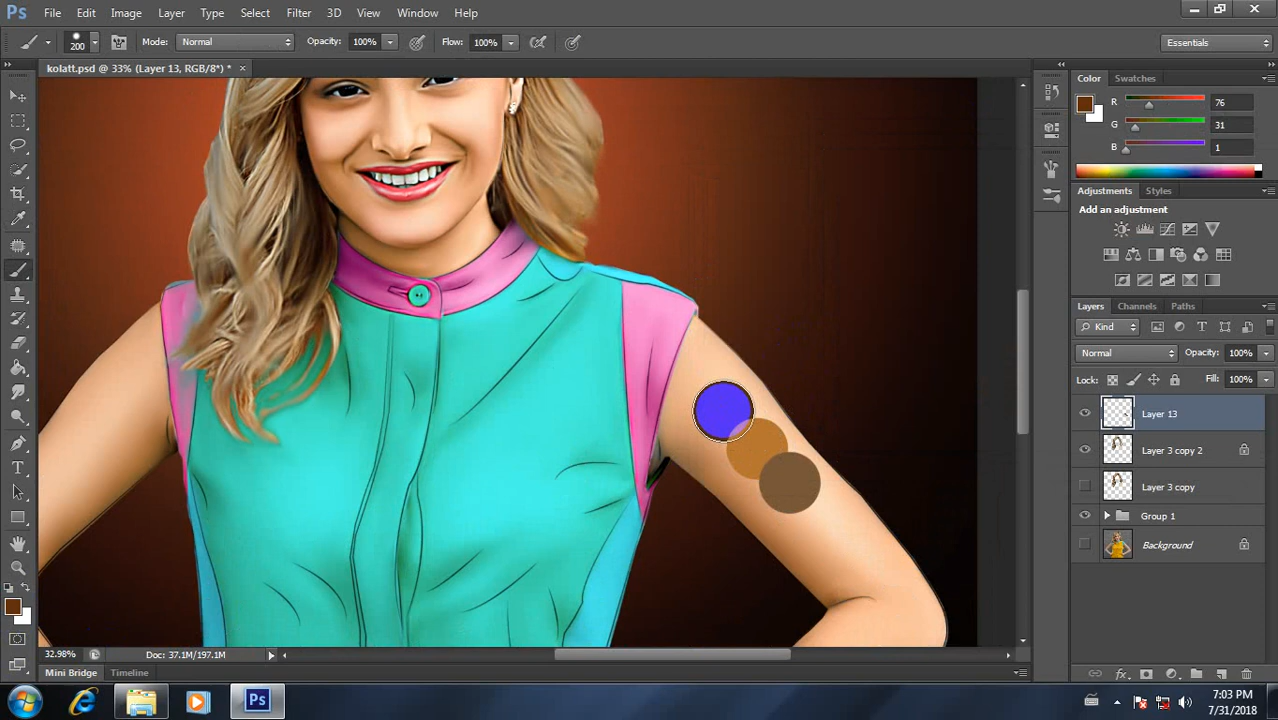 Ps File Edit Image Layer Type Select Filter 3D View Window Help
200 Mode: Normal Opacity: 100% Flow: 100% Essentials
kolatt.psd @ 33% (Layer 13, RGB/8*) * ×
Color Swatches
R 76
G 31
B 1
Adjustments Styles
Add an adjustment
Layers Channels Paths
Kind
Normal Opacity: 100%
Lock: Fill: 100%
Layer 13
Layer 3 copy 2
Layer 3 copy
Group 1
Background
32.98% Doc: 37.1M/197.1M
Mini Bridge Timeline
Ps
7:03 PM
7/31/2018